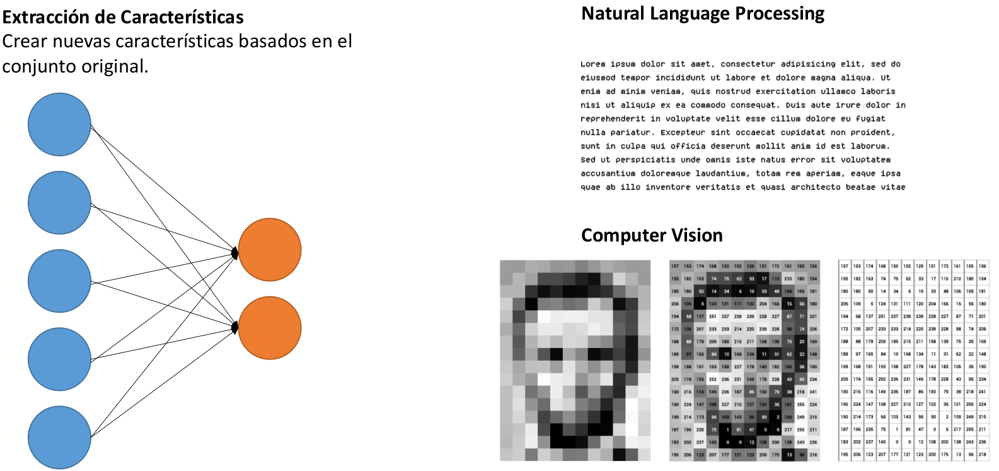 Extracción de Características
Crear nuevas características basados en el
conjunto original.
Natural Language Processing
Lorem ipsum dolor sit amet, consectetur adipisicing elit, sed do
eiusmod tempor incididunt ut labore et dolore magna aliqua. Ut
enim ad minim veniam, quis nostrud exercitation ullamco laboris
nisi ut aliquip ex ea commodo consequat. Duis aute irure dolor in
reprehenderit in voluptate velit esse cillum dolore eu fugiat
nulla pariatur. Excepteur sint occaecat cupidatat non proident,
sunt in culpa qui officia deserunt mollit anim id est laborum.
Sed ut perspiciatis unde omnis iste natus error sit voluptatem
accusantium doloremque laudantium, totam rem aperiam, eaque ipsa
quae ab illo inventore veritatis et quasi architecto beatae vitae
Computer Vision
157 153 174 168 150 152 129 151 172 161 155 156
155 182 163 74 75 62 33 17 110 210 180 154
180 180 50 14 34 6 10 33 48 106 159 181
206 109 5 124 131 111 120 204 166 15 56 180
194 68 137 251 237 239 239 228 227 87 71 201
172 105 207 233 233 214 220 239 228 98 74 206
188 88 179 209 185 215 211 158 139 75 20 169
189 97 165 84 10 168 134 11 31 62 22 148
199 168 191 193 158 227 178 143 182 106 36 190
205 174 155 252 236 231 149 178 228 43 95 234
190 216 116 149 236 187 86 150 79 38 218 241
190 224 147 108 227 210 127 102 36 101 255 224
190 214 173 66 103 143 96 50 2 109 249 215
187 196 235 75 1 81 47 0 6 217 255 211
183 202 237 145 0 0 12 108 200 138 243 236
195 206 123 207 177 121 123 200 175 13 96 218
157 153 174 168 150 152 129 151 172 161 155 156
155 182 163 74 75 62 33 17 110 210 180 154
180 180 50 14 34 6 10 33 48 106 159 181
206 109 5 124 131 111 120 204 166 15 56 180
194 68 137 251 237 239 239 228 227 87 71 201
172 105 207 233 233 214 220 239 228 98 74 206
188 88 179 209 185 215 211 158 139 75 20 169
189 97 165 84 10 168 134 11 31 62 22 148
199 168 191 193 158 227 178 143 182 106 36 190
205 174 155 252 236 231 149 178 228 43 95 234
190 216 116 149 236 187 86 150 79 38 218 241
190 224 147 108 227 210 127 102 36 101 255 224
190 214 173 66 103 143 96 50 2 109 249 215
187 196 235 75 1 81 47 0 6 217 255 211
183 202 237 145 0 0 12 108 200 138 243 236
195 206 123 207 177 121 123 200 175 13 96 218